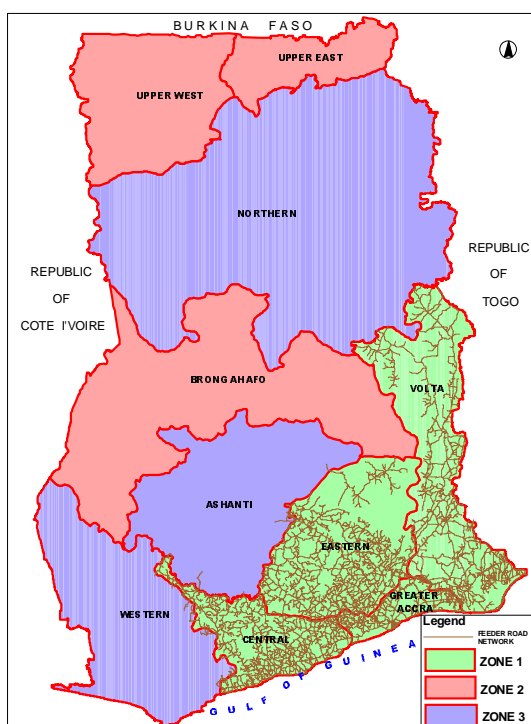 BURKINA FASO
UPPER EAST
UPPER WEST
NORTHERN
REPUBLIC
OF
COTE I'VOIRE
REPUBLIC
OF
TOGO
BRONG AHAFO
VOLTA
ASHANTI
EASTERN
WESTERN
GREATER
ACCRA
CENTRAL
GULF OF GUINEA
Legend
FEEDER ROAD
NETWORK
ZONE 1
ZONE 2
ZONE 3